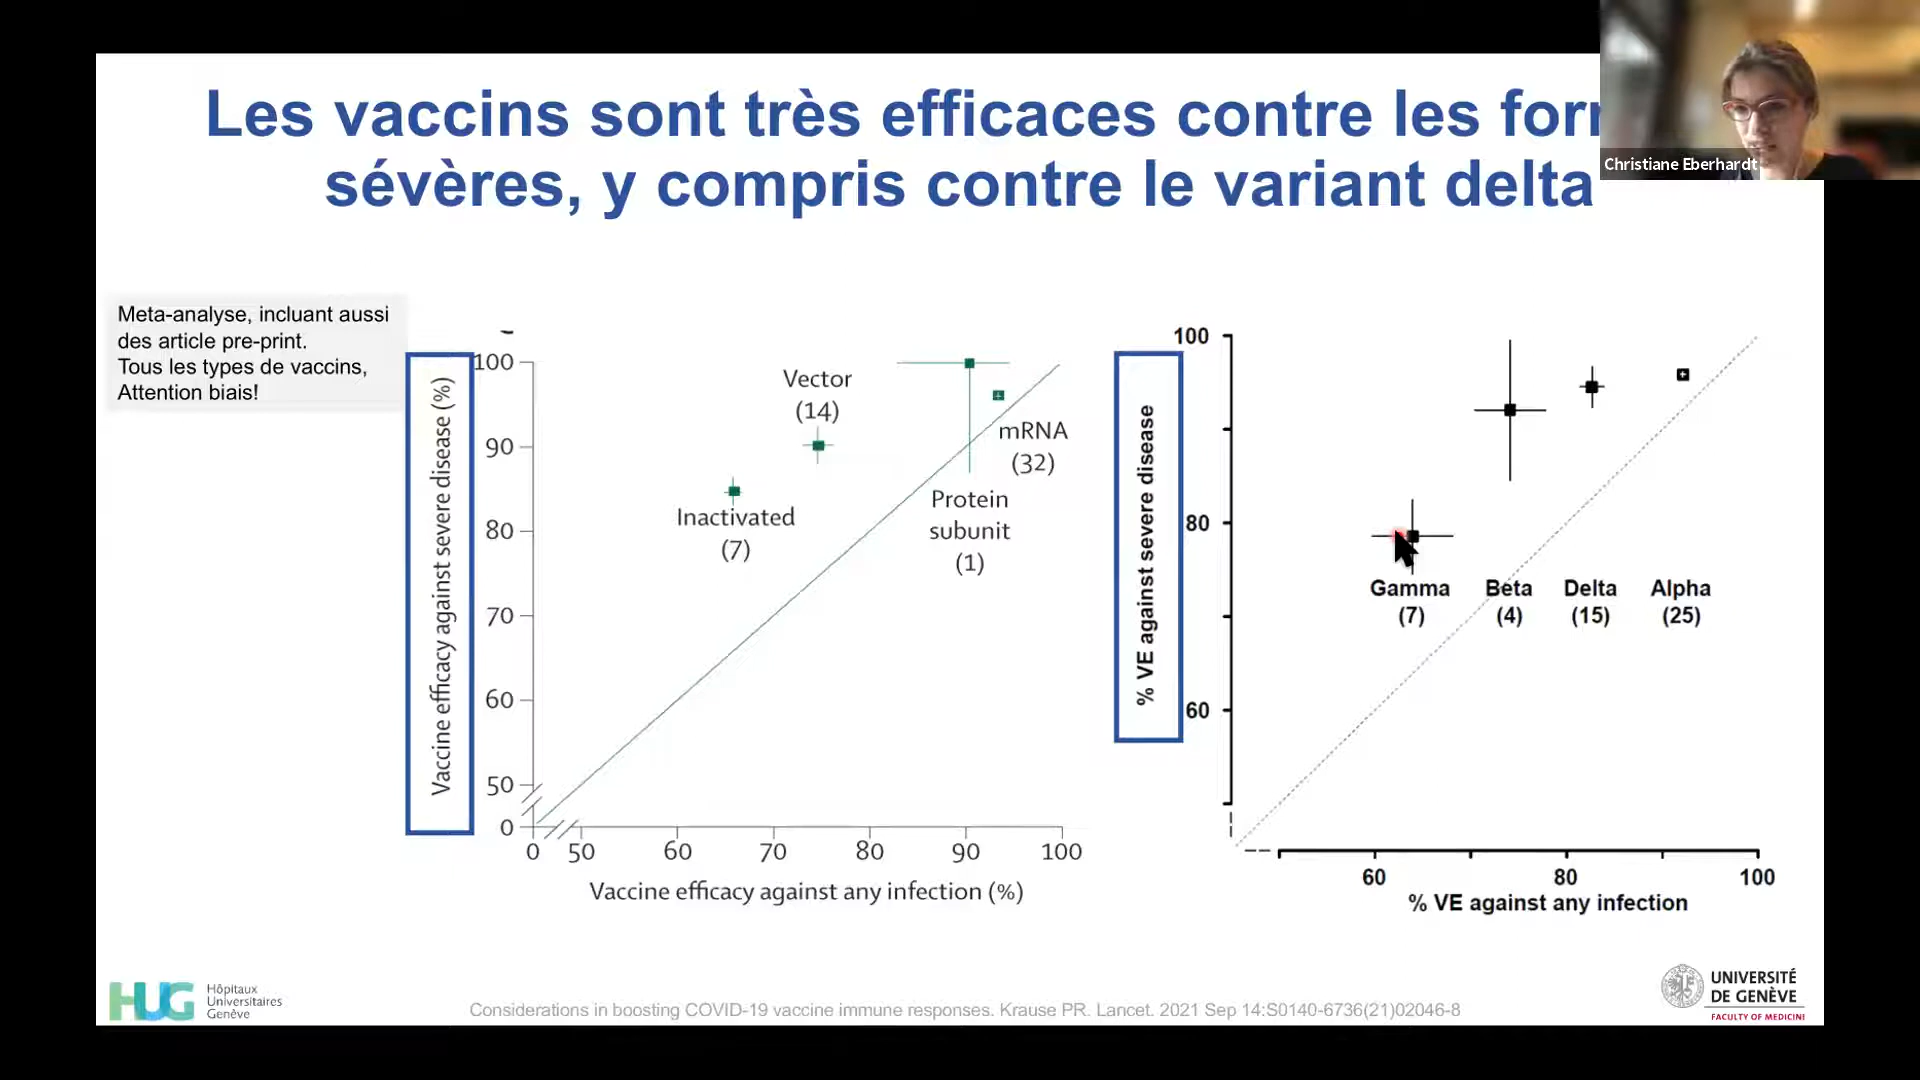 Les vaccins sont très efficaces contre les for
sévères, y compris contre le variant delta
Christiane Eberhardt
Meta-analyse, incluant aussi
des article pre-print.
Tous les types de vaccins,
Attention biais!
Vaccine efficacy against severe disease (%)
100
90
80
70
60
50
0
Vector
(14)
Inactivated
(7)
mRNA
(32)
Protein
subunit
(1)
0 50 60 70 80 90 100
Vaccine efficacy against any infection (%)
% VE against severe disease
100
80
60
Gamma Beta Delta Alpha
(7) (4) (15) (25)
60 80 100
% VE against any infection
HUG
Hôpitaux
Universitaires
Genève
Considerations in boosting COVID-19 vaccine immune responses. Krause PR. Lancet. 2021 Sep 14:S0140-6736(21)02046-8
UNIVERSITÉ
DE GENÈVE
FACULTY OF MEDICINI